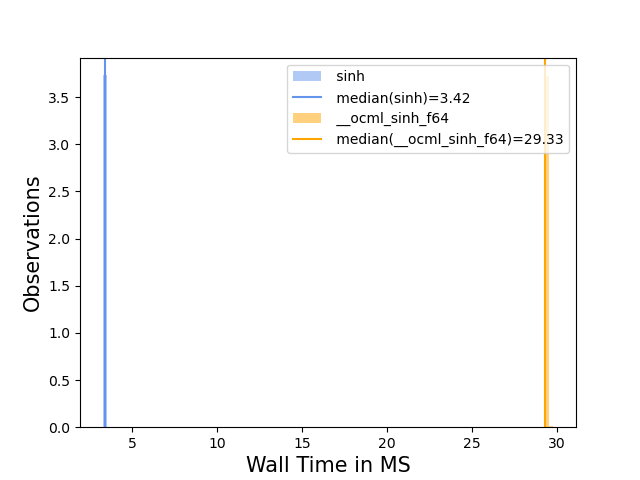 sinh
median(sinh)=3.42
__ocml_sinh_f64
median(__ocml_sinh_f64)=29.33
Observations
3.5
3.0
2.5
2.0
1.5
1.0
0.5
0.0
5 10 15 20 25 30
Wall Time in MS